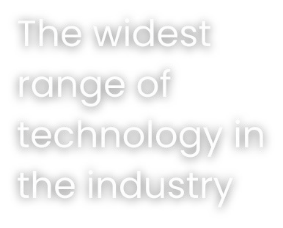 The widest
range of
technology in
the industry